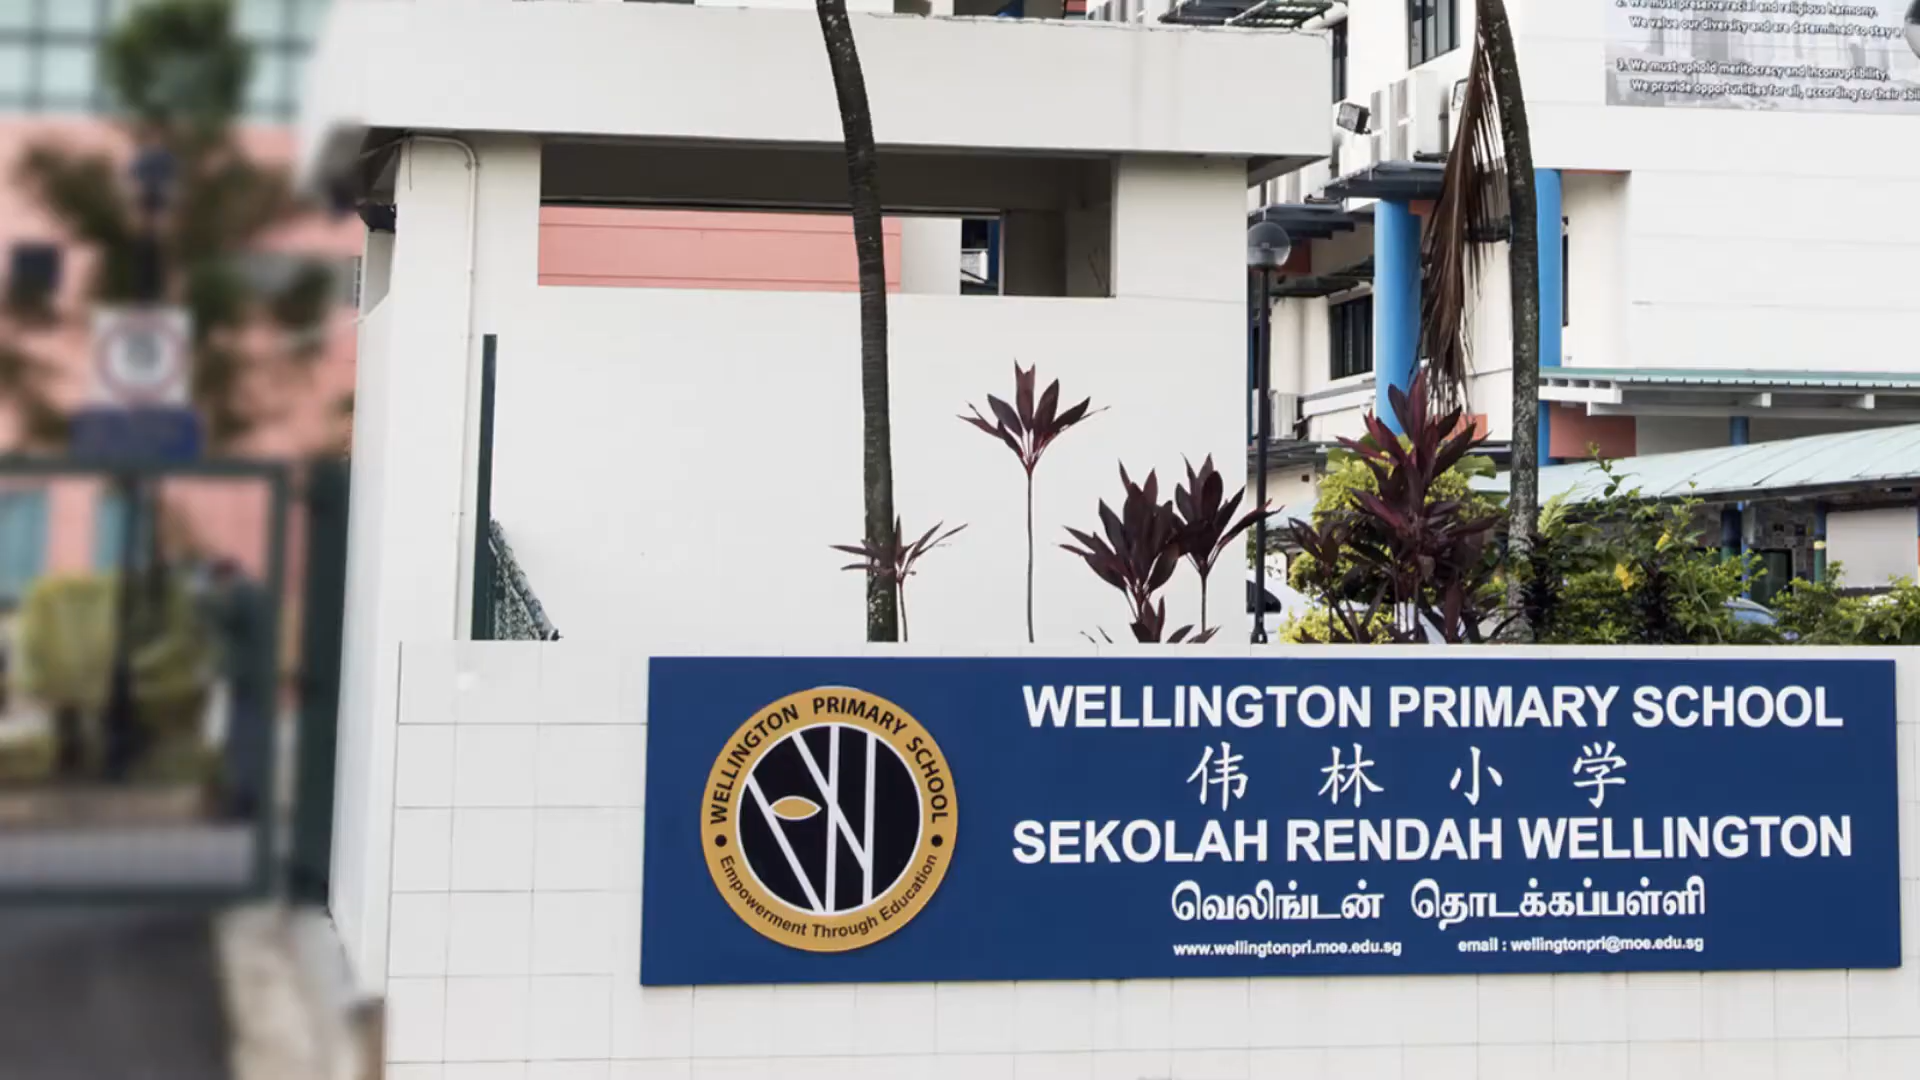 2. We must preserve racial and religious harmony.
We value our diversity and are determined to stay a
3. We must uphold meritocracy and incorruptibility.
We provide opportunities for all, according to their abil
WELLINGTON PRIMARY SCHOOL
Empowerment Through Education
WELLINGTON PRIMARY SCHOOL
伟 林 小 学
SEKOLAH RENDAH WELLINGTON
வெலிங்டன் தொடக்கப்பள்ளி
www.wellingtonpri.moe.edu.sg email : wellingtonpri@moe.edu.sg